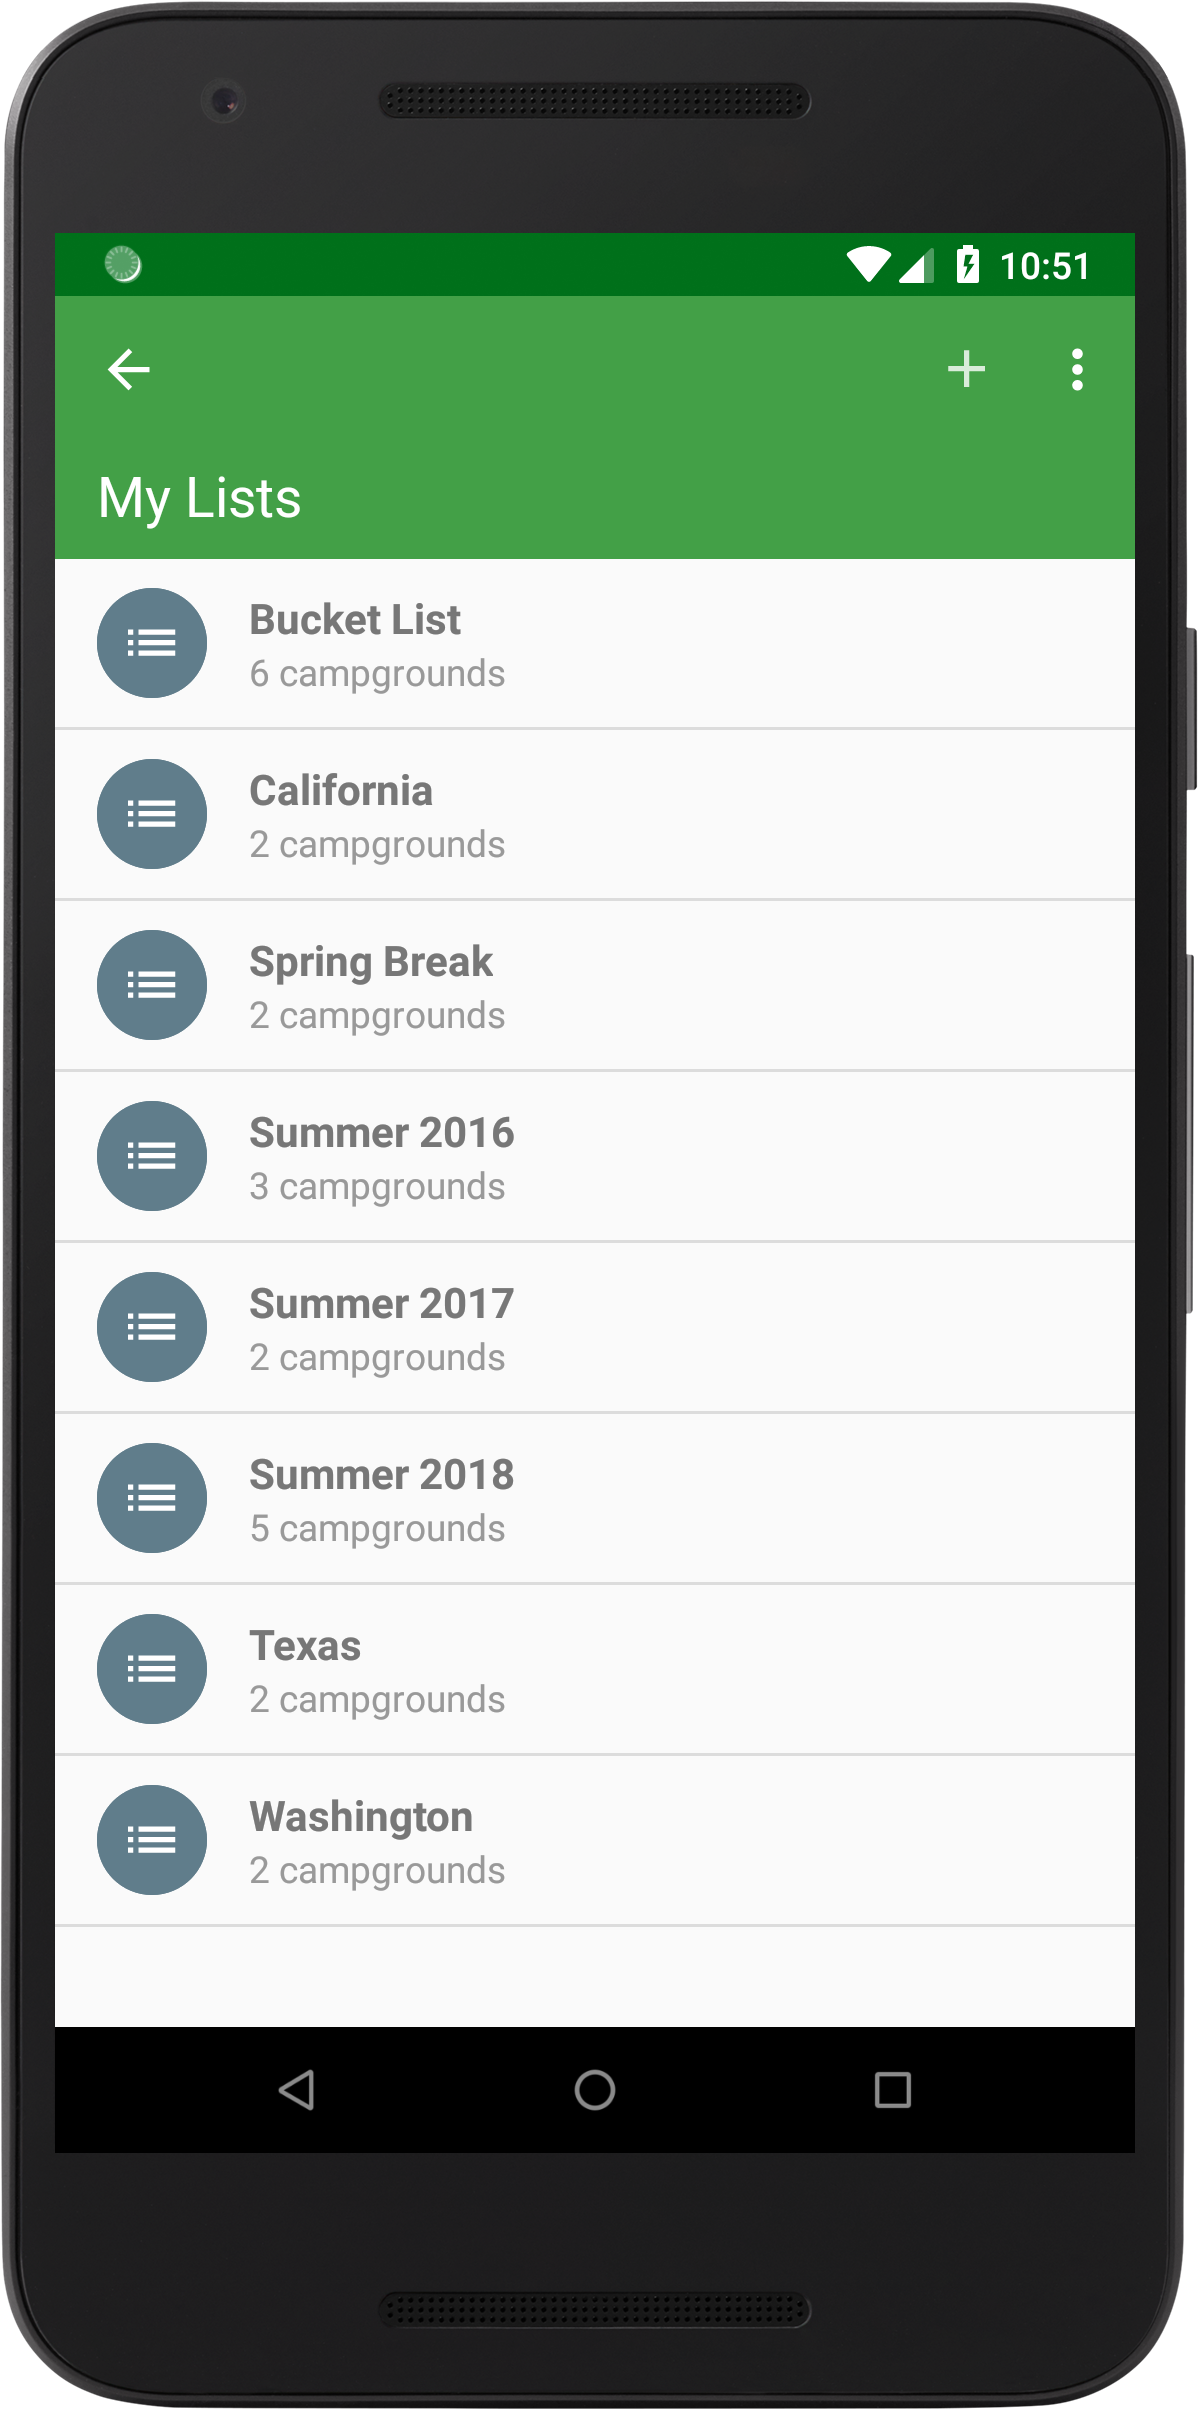 10:51
My Lists
Bucket List
6 campgrounds
California
2 campgrounds
Spring Break
2 campgrounds
Summer 2016
3 campgrounds
Summer 2017
2 campgrounds
Summer 2018
5 campgrounds
Texas
2 campgrounds
Washington
2 campgrounds